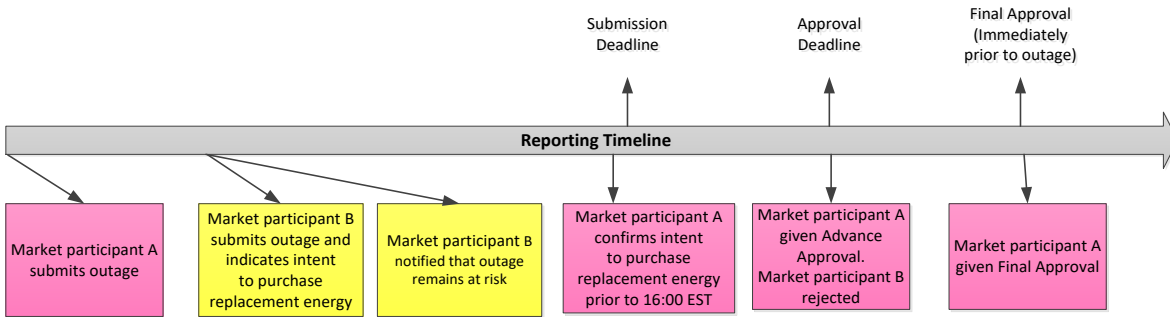 Submission
Deadline
Approval
Deadline
Final Approval
(Immediately
prior to outage)
Reporting Timeline
Market participant A
submits outage
Market participant B
submits outage and
indicates intent
to purchase
replacement energy
Market participant B
notified that outage
remains at risk
Market participant A
confirms intent
to purchase
replacement energy
prior to 16:00 EST
Market participant A
given Advance
Approval.
Market participant B
rejected
Market participant A
given Final Approval